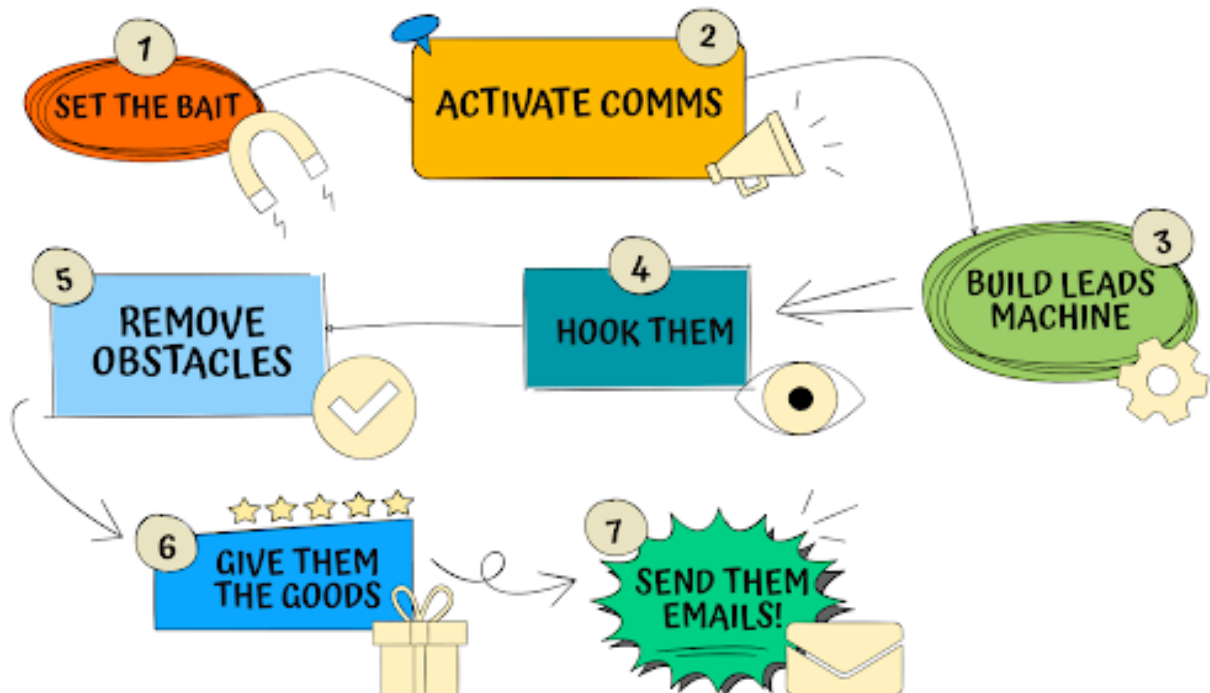 1
SET THE BAIT
2
ACTIVATE COMMS
3
BUILD LEADS
MACHINE
4
HOOK THEM
5
REMOVE
OBSTACLES
6
GIVE THEM
THE GOODS
7
SEND THEM
EMAILS!